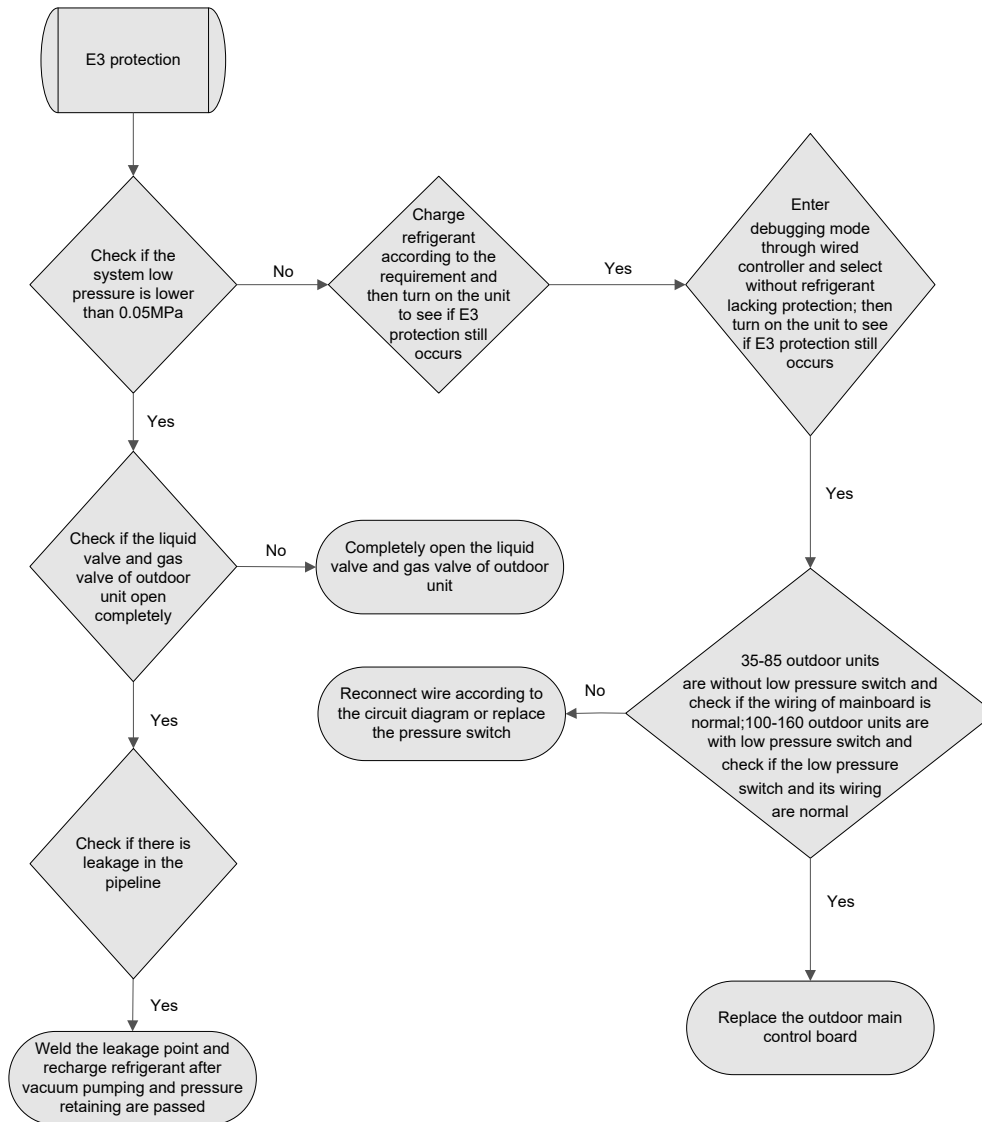 E3 protection
Check if the
system low
pressure is lower
than 0.05MPa
No
Charge
refrigerant
according to the
requirement and
then turn on the unit
to see if E3
protection still
occurs
Yes
Enter
debugging mode
through wired
controller and select
without refrigerant
lacking protection; then
turn on the unit to see
if E3 protection still
occurs
Yes
Yes
Check if the liquid
valve and gas
valve of outdoor
unit open
completely
No
Completely open the liquid
valve and gas valve of outdoor
unit
35-85 outdoor units
are without low pressure switch and
check if the wiring of mainboard is
normal;100-160 outdoor units are
with low pressure switch and
check if the low pressure
switch and its wiring
are normal
No
Reconnect wire according to
the circuit diagram or replace
the pressure switch
Yes
Check if there is
leakage in the
pipeline
Yes
Replace the outdoor main
control board
Yes
Weld the leakage point and
recharge refrigerant after
vacuum pumping and pressure
retaining are passed